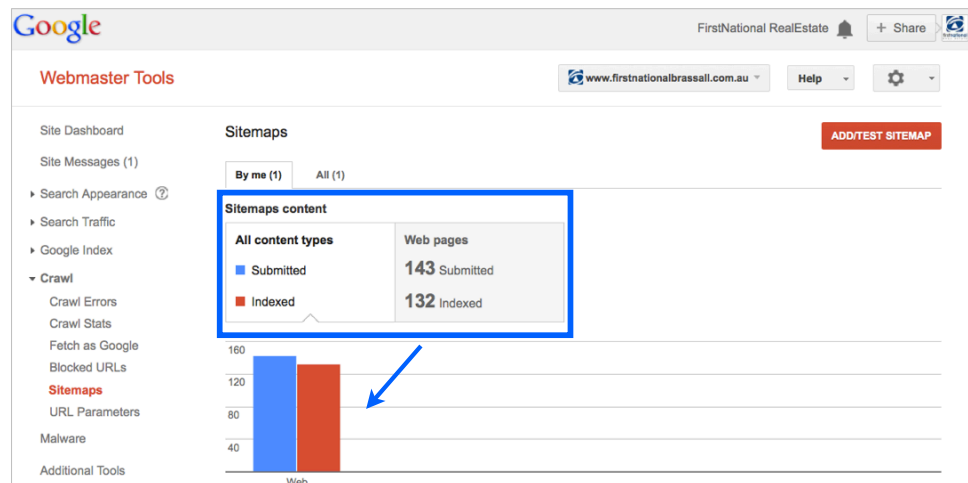 Google
FirstNational RealEstate
+ Share
Webmaster Tools
www.firstnationalbrassall.com.au
Help
Site Dashboard
Site Messages (1)
Search Appearance ?
Search Traffic
Google Index
Crawl
Crawl Errors
Crawl Stats
Fetch as Google
Blocked URLs
Sitemaps
URL Parameters
Malware
Additional Tools
Sitemaps
ADD/TEST SITEMAP
By me (1)
All (1)
Sitemaps content
All content types
Submitted
Indexed
Web pages
143 Submitted
132 Indexed
160
120
80
40
Web